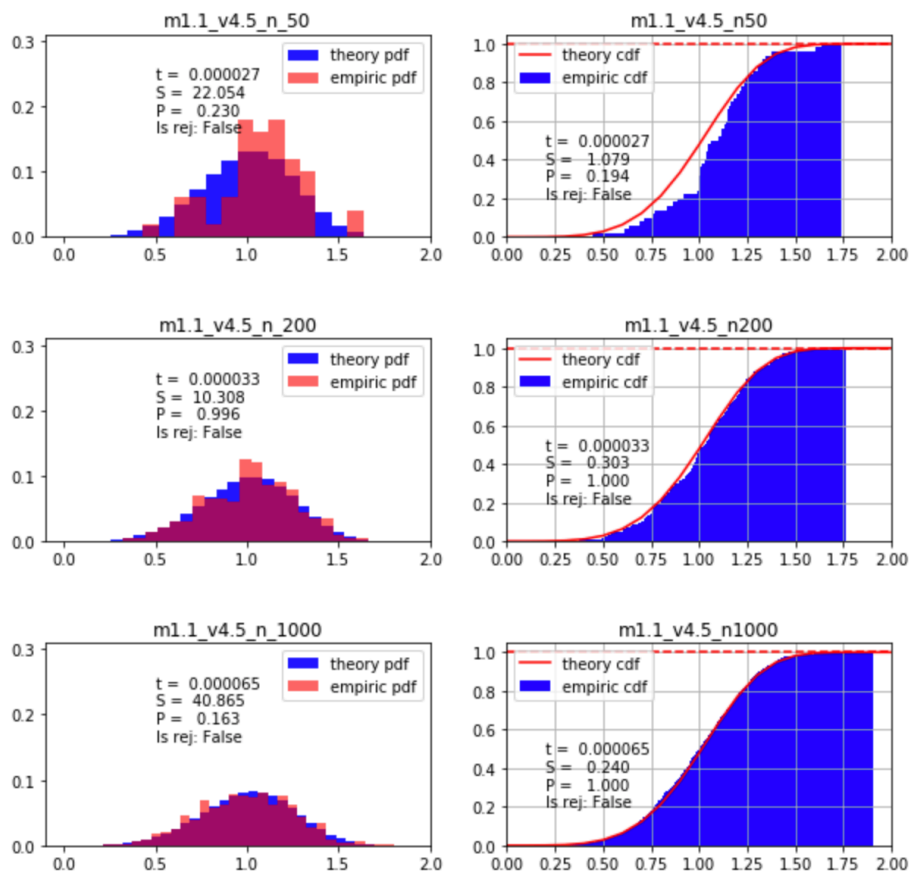 m1.1_v4.5_n_50
0.3
0.2
0.1
0.0
t =  0.000027
S =  22.054
P =   0.230
Is rej: False
theory pdf
empiric pdf
0.0 0.5 1.0 1.5 2.0
m1.1_v4.5_n50
1.0
0.8
0.6
0.4
0.2
0.0
theory cdf
empiric cdf
t =  0.000027
S =   1.079
P =   0.194
Is rej: False
0.00 0.25 0.50 0.75 1.00 1.25 1.50 1.75 2.00
m1.1_v4.5_n_200
0.3
0.2
0.1
0.0
t =  0.000033
S =  10.308
P =   0.996
Is rej: False
theory pdf
empiric pdf
0.0 0.5 1.0 1.5 2.0
m1.1_v4.5_n200
1.0
0.8
0.6
0.4
0.2
0.0
theory cdf
empiric cdf
t =  0.000033
S =   0.303
P =   1.000
Is rej: False
0.00 0.25 0.50 0.75 1.00 1.25 1.50 1.75 2.00
m1.1_v4.5_n_1000
0.3
0.2
0.1
0.0
t =  0.000065
S =  40.865
P =   0.163
Is rej: False
theory pdf
empiric pdf
0.0 0.5 1.0 1.5 2.0
m1.1_v4.5_n1000
1.0
0.8
0.6
0.4
0.2
0.0
theory cdf
empiric cdf
t =  0.000065
S =   0.240
P =   1.000
Is rej: False
0.00 0.25 0.50 0.75 1.00 1.25 1.50 1.75 2.00